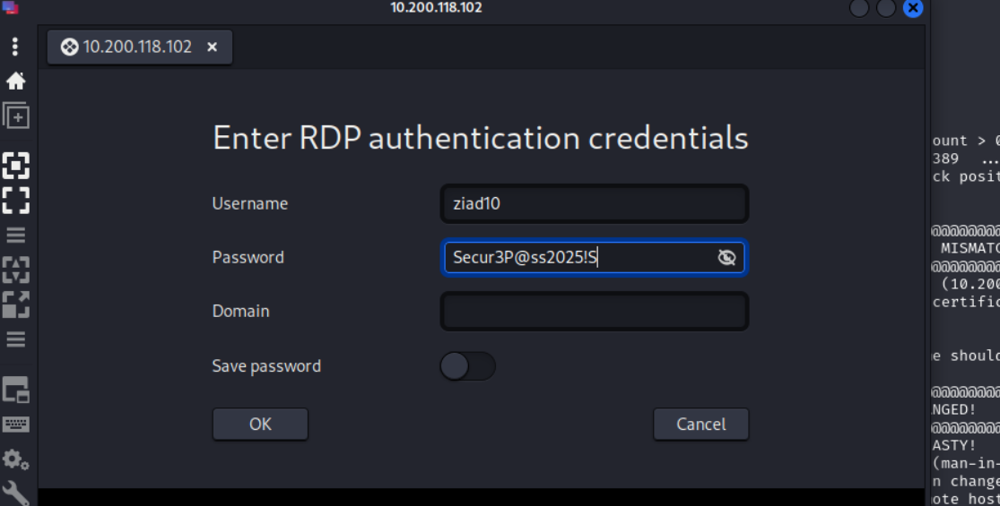 10.200.118.102
10.200.118.102
Enter RDP authentication credentials
Username
ziad10
Password
Secur3P@ss2025!S
Domain
Save password
OK
Cancel
ount > 0
389 ...
ck posit
@@@@@@@@@
MISMATC
@@@@@@@@@
(10.200
certific
e should
@@@@@@@@@
NGED!
@@@@@@@@@
ASTY!
(man-in-
n change
ote host